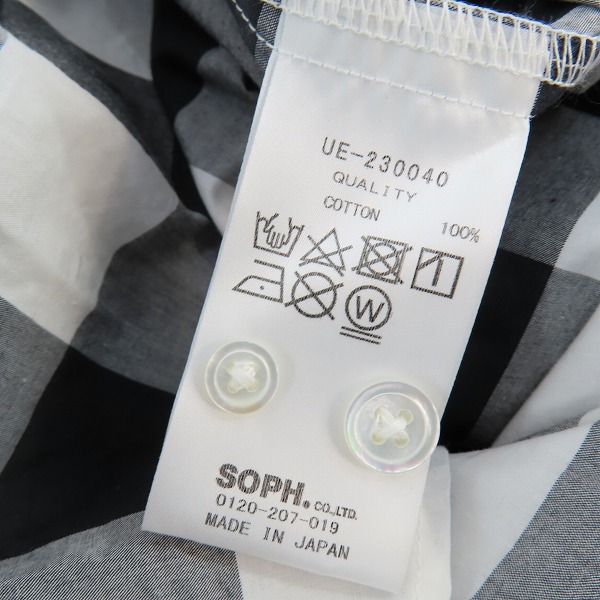 UE-230040
QUALITY
COTTON 100%
W
SOPH. CO.,LTD.
0120-207-019
MADE IN JAPAN